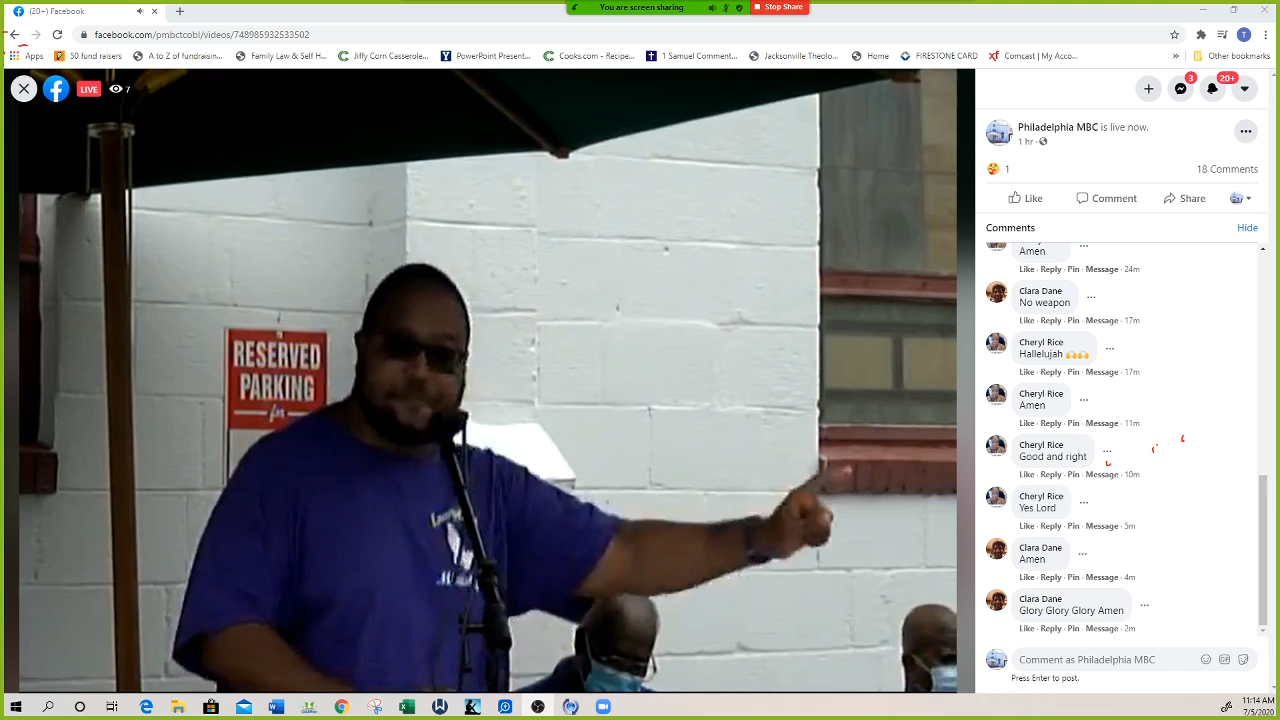 (20+) Facebook
You are screen sharing
Stop Share
facebook.com/pmbctcobl/videos/748985932533502
T
Apps
50 fund raisers
A to Z of fundraisin...
Family Law & Self H...
Jiffy Corn Casserole...
PowerPoint Present...
Cooks.com - Recipe...
1 Samuel Comment...
Jacksonville Theolo...
Home
FIRESTONE CARD
Comcast | My Acco...
»
Other bookmarks
LIVE
7
3
20+
Philadelphia MBC is live now.
1 hr
1
18 Comments
Like
Comment
Share
Comments
Hide
Amen
Like · Reply · Pin · Message · 24m
Clara Dane
No weapon
Like · Reply · Pin · Message · 17m
Cheryl Rice
Hallelujah 🙌🙌
Like · Reply · Pin · Message · 17m
Cheryl Rice
Amen
Like · Reply · Pin · Message · 11m
Cheryl Rice
Good and right
Like · Reply · Pin · Message · 10m
Cheryl Rice
Yes Lord
Like · Reply · Pin · Message · 5m
Clara Dane
Amen
Like · Reply · Pin · Message · 4m
Clara Dane
Glory Glory Glory Amen
Like · Reply · Pin · Message · 2m
Comment as Philadelphia MBC
GIF
Press Enter to post.
RESERVED
PARKING
for
11:14 AM
7/5/2020